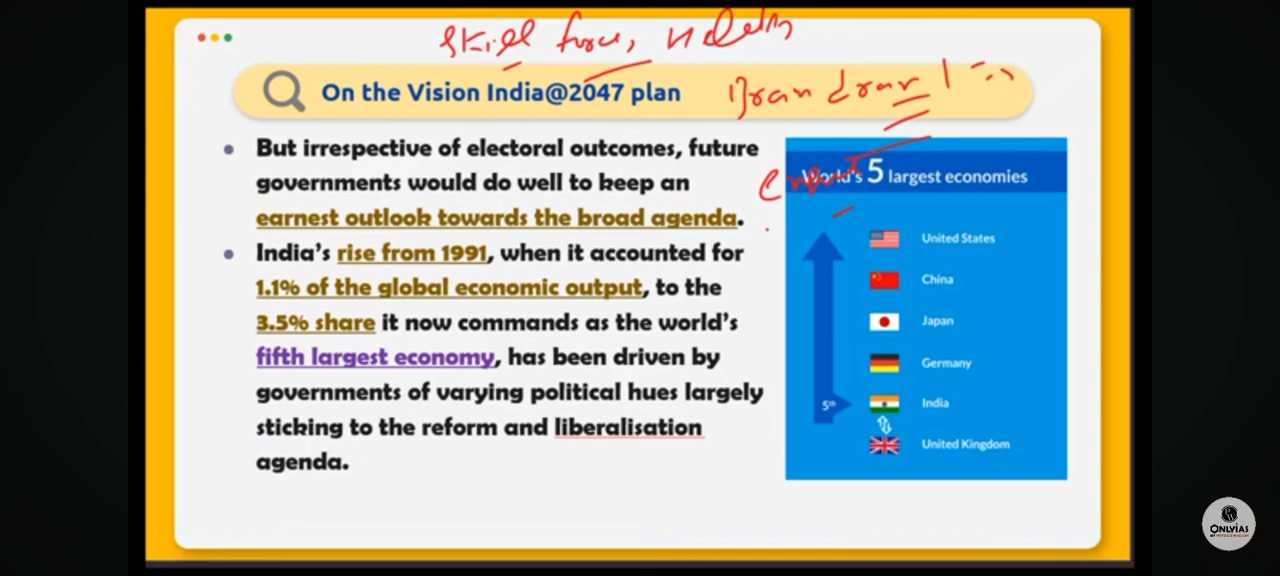 Skill force, Health
Brain drain
On the Vision India@2047 plan
But irrespective of electoral outcomes, future
governments would do well to keep an
earnest outlook towards the broad agenda.
India's rise from 1991, when it accounted for
1.1% of the global economic output, to the
3.5% share it now commands as the world's
fifth largest economy, has been driven by
governments of varying political hues largely
sticking to the reform and liberalisation
agenda.
World's 5 largest economies
United States
China
Japan
Germany
5th India
United Kingdom
ONLYIAS